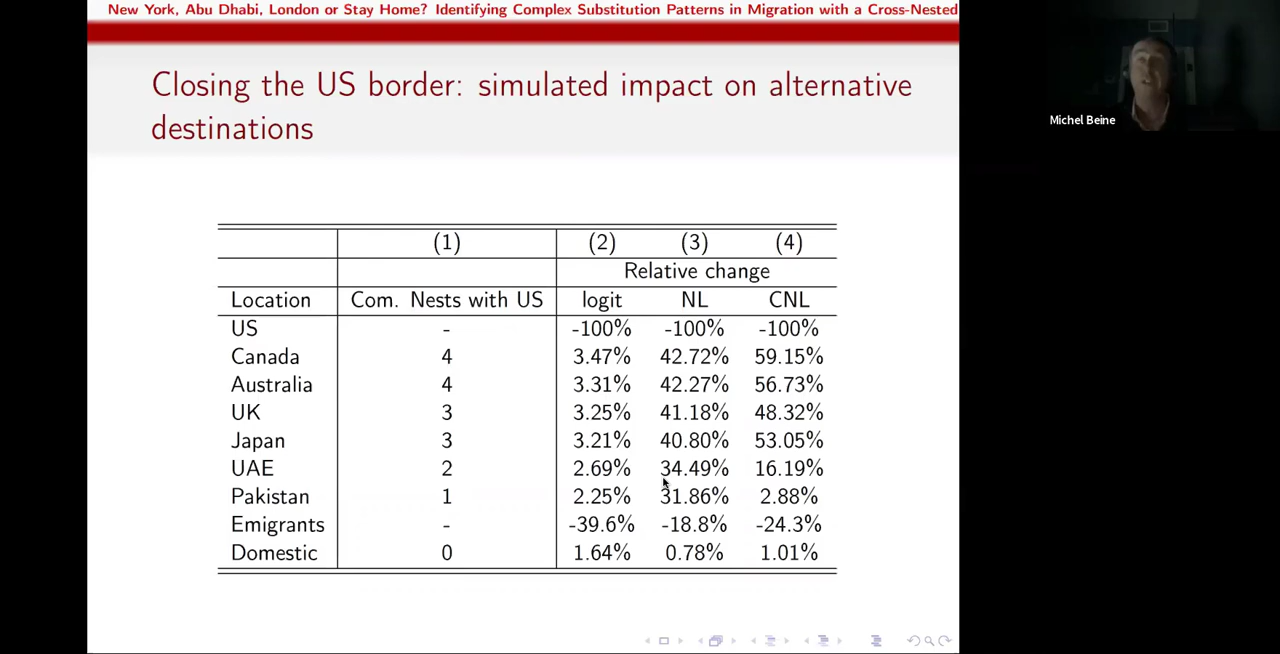 New York, Abu Dhabi, London or Stay Home? Identifying Complex Substitution Patterns in Migration with a Cross-Nested
Closing the US border: simulated impact on alternative
destinations
Michel Beine
(1) (2) (3) (4)
Relative change
Location Com. Nests with US logit NL CNL
US - -100% -100% -100%
Canada 4 3.47% 42.72% 59.15%
Australia 4 3.31% 42.27% 56.73%
UK 3 3.25% 41.18% 48.32%
Japan 3 3.21% 40.80% 53.05%
UAE 2 2.69% 34.49% 16.19%
Pakistan 1 2.25% 31.86% 2.88%
Emigrants - -39.6% -18.8% -24.3%
Domestic 0 1.64% 0.78% 1.01%